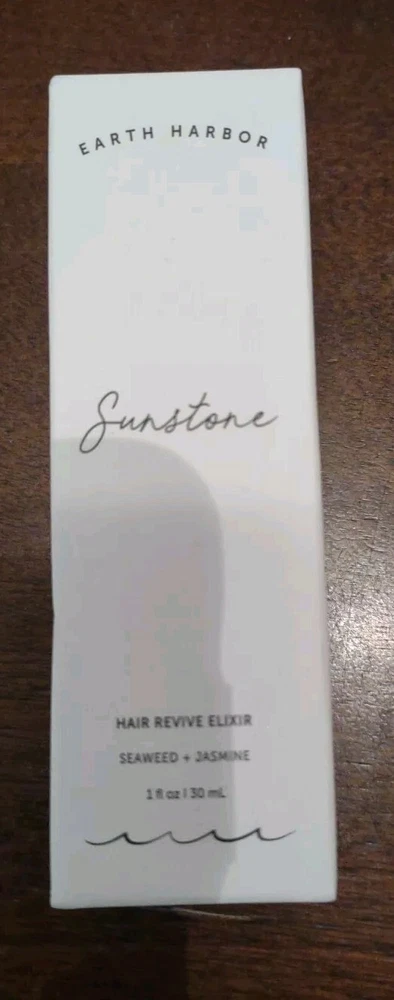 EARTH HARBOR
Sunstone
HAIR REVIVE ELIXIR
SEAWEED + JASMINE
1 fl oz | 30 mL